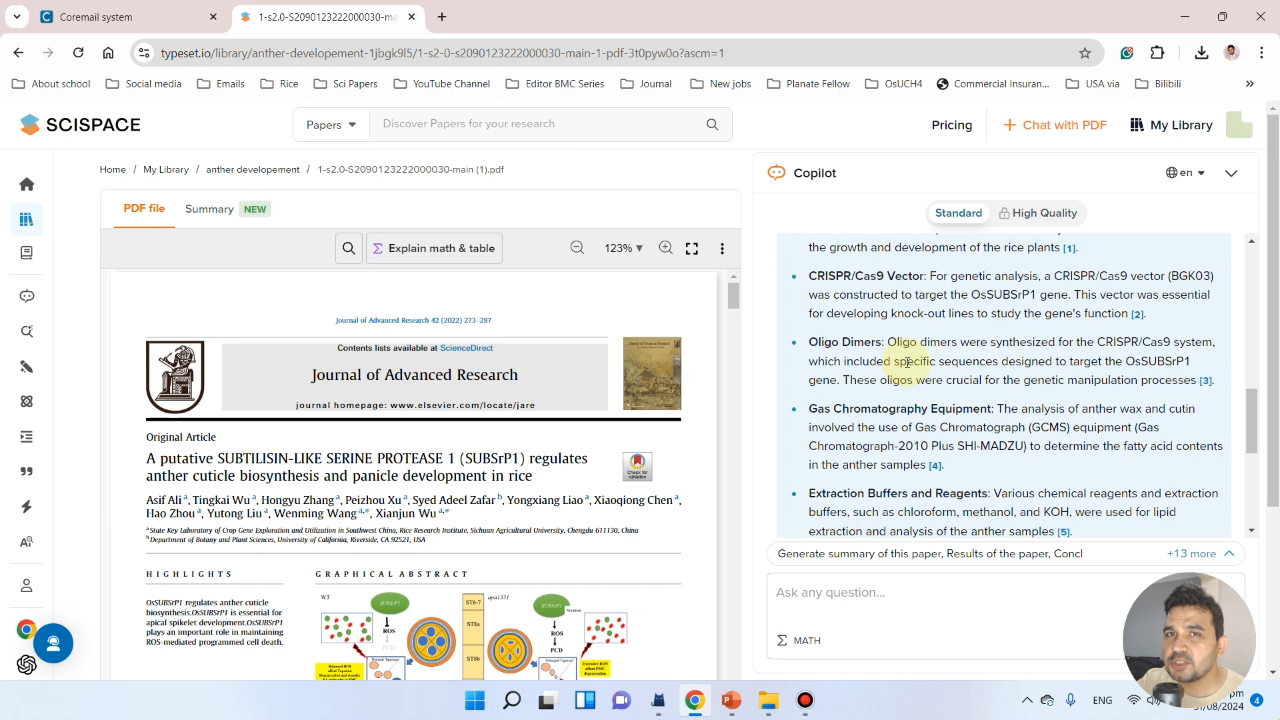 Coremail system
1-s2.0-S2090123222000030-mar
typeset.io/library/anther-developement-1jbgk9l5/1-s2-0-s2090123222000030-main-1-pdf-3t0pyw0o?ascm=1
About school
Social media
Emails
Rice
Sci Papers
YouTube Channel
Editor BMC Series
Journal
New jobs
Planate Fellow
OsUCH4
Commercial Insuran...
USA via
Bilibili
SCISPACE
Papers
Discover Papers for your research
Pricing
Chat with PDF
My Library
Home / My Library / anther developement / 1-s2.0-S2090123222000030-main (1).pdf
PDF file
Summary NEW
Explain math & table
123%
Journal of Advanced Research 42 (2022) 273–287
Contents lists available at ScienceDirect
Journal of Advanced Research
journal homepage: www.elsevier.com/locate/jare
Original Article
A putative SUBTILISIN-LIKE SERINE PROTEASE 1 (SUBSrP1) regulates
anther cuticle biosynthesis and panicle development in rice
Check for
updates
Asif Ali a, Tingkai Wu a, Hongyu Zhang a, Peizhou Xu a, Syed Adeel Zafar b, Yongxiang Liao a, Xiaoqiong Chen a,
Hao Zhou a, Yutong Liu a, Wenming Wang a,*, Xianjun Wu a,*
a State Key Laboratory of Crop Gene Exploration and Utilization in Southwest China, Rice Research Institute, Sichuan Agricultural University, Chengdu 611130, China
b Department of Botany and Plant Sciences, University of California, Riverside, CA 92521, USA
HIGHLIGHTS
GRAPHICAL ABSTRACT
OsSUBSrP1 regulates anther cuticle
biosynthesis.OsSUBSrP1 is essential for
apical spikelet development.OsSUBSrP1
plays an important role in maintaining
ROS-mediated programmed cell death.
WT
SUBSrP1
ROS
PCD
ST6-7
ST8a
ST8b
apa1331
SUBSrP1
Mutation
ROS
PCD
Copilot
en
Standard
High Quality
the growth and development of the rice plants [1].
• CRISPR/Cas9 Vector: For genetic analysis, a CRISPR/Cas9 vector (BGK03)
was constructed to target the OsSUBSrP1 gene. This vector was essential
for developing knock-out lines to study the gene's function [2].
• Oligo Dimers: Oligo dimers were synthesized for the CRISPR/Cas9 system,
which included specific sequences designed to target the OsSUBSrP1
gene. These oligos were crucial for the genetic manipulation processes [3].
• Gas Chromatography Equipment: The analysis of anther wax and cutin
involved the use of Gas Chromatograph (GCMS) equipment (Gas
Chromatograph-2010 Plus SHI-MADZU) to determine the fatty acid contents
in the anther samples [4].
• Extraction Buffers and Reagents: Various chemical reagents and extraction
buffers, such as chloroform, methanol, and KOH, were used for lipid
extraction and analysis of the anther samples [5].
Generate summary of this paper, Results of the paper, Concl
+13 more
Ask any question...
MATH
ENG
pm
/08/2024
4